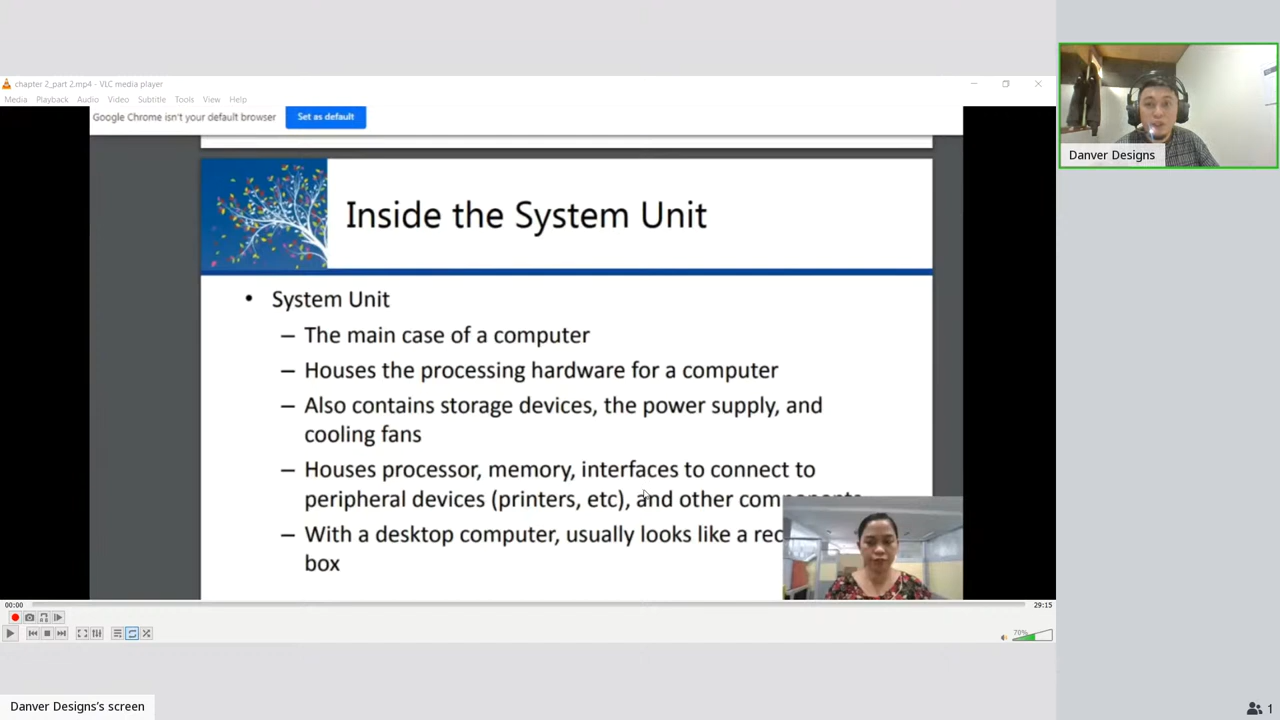 chapter 2_part 2.mp4 - VLC media player
Media Playback Audio Video Subtitle Tools View Help
Google Chrome isn't your default browser Set as default
Inside the System Unit
• System Unit
– The main case of a computer
– Houses the processing hardware for a computer
– Also contains storage devices, the power supply, and
cooling fans
– Houses processor, memory, interfaces to connect to
peripheral devices (printers, etc), and other
– With a desktop computer, usually looks like a
box
00:00 29:15
70%
Danver Designs
Danver Designs's screen
1